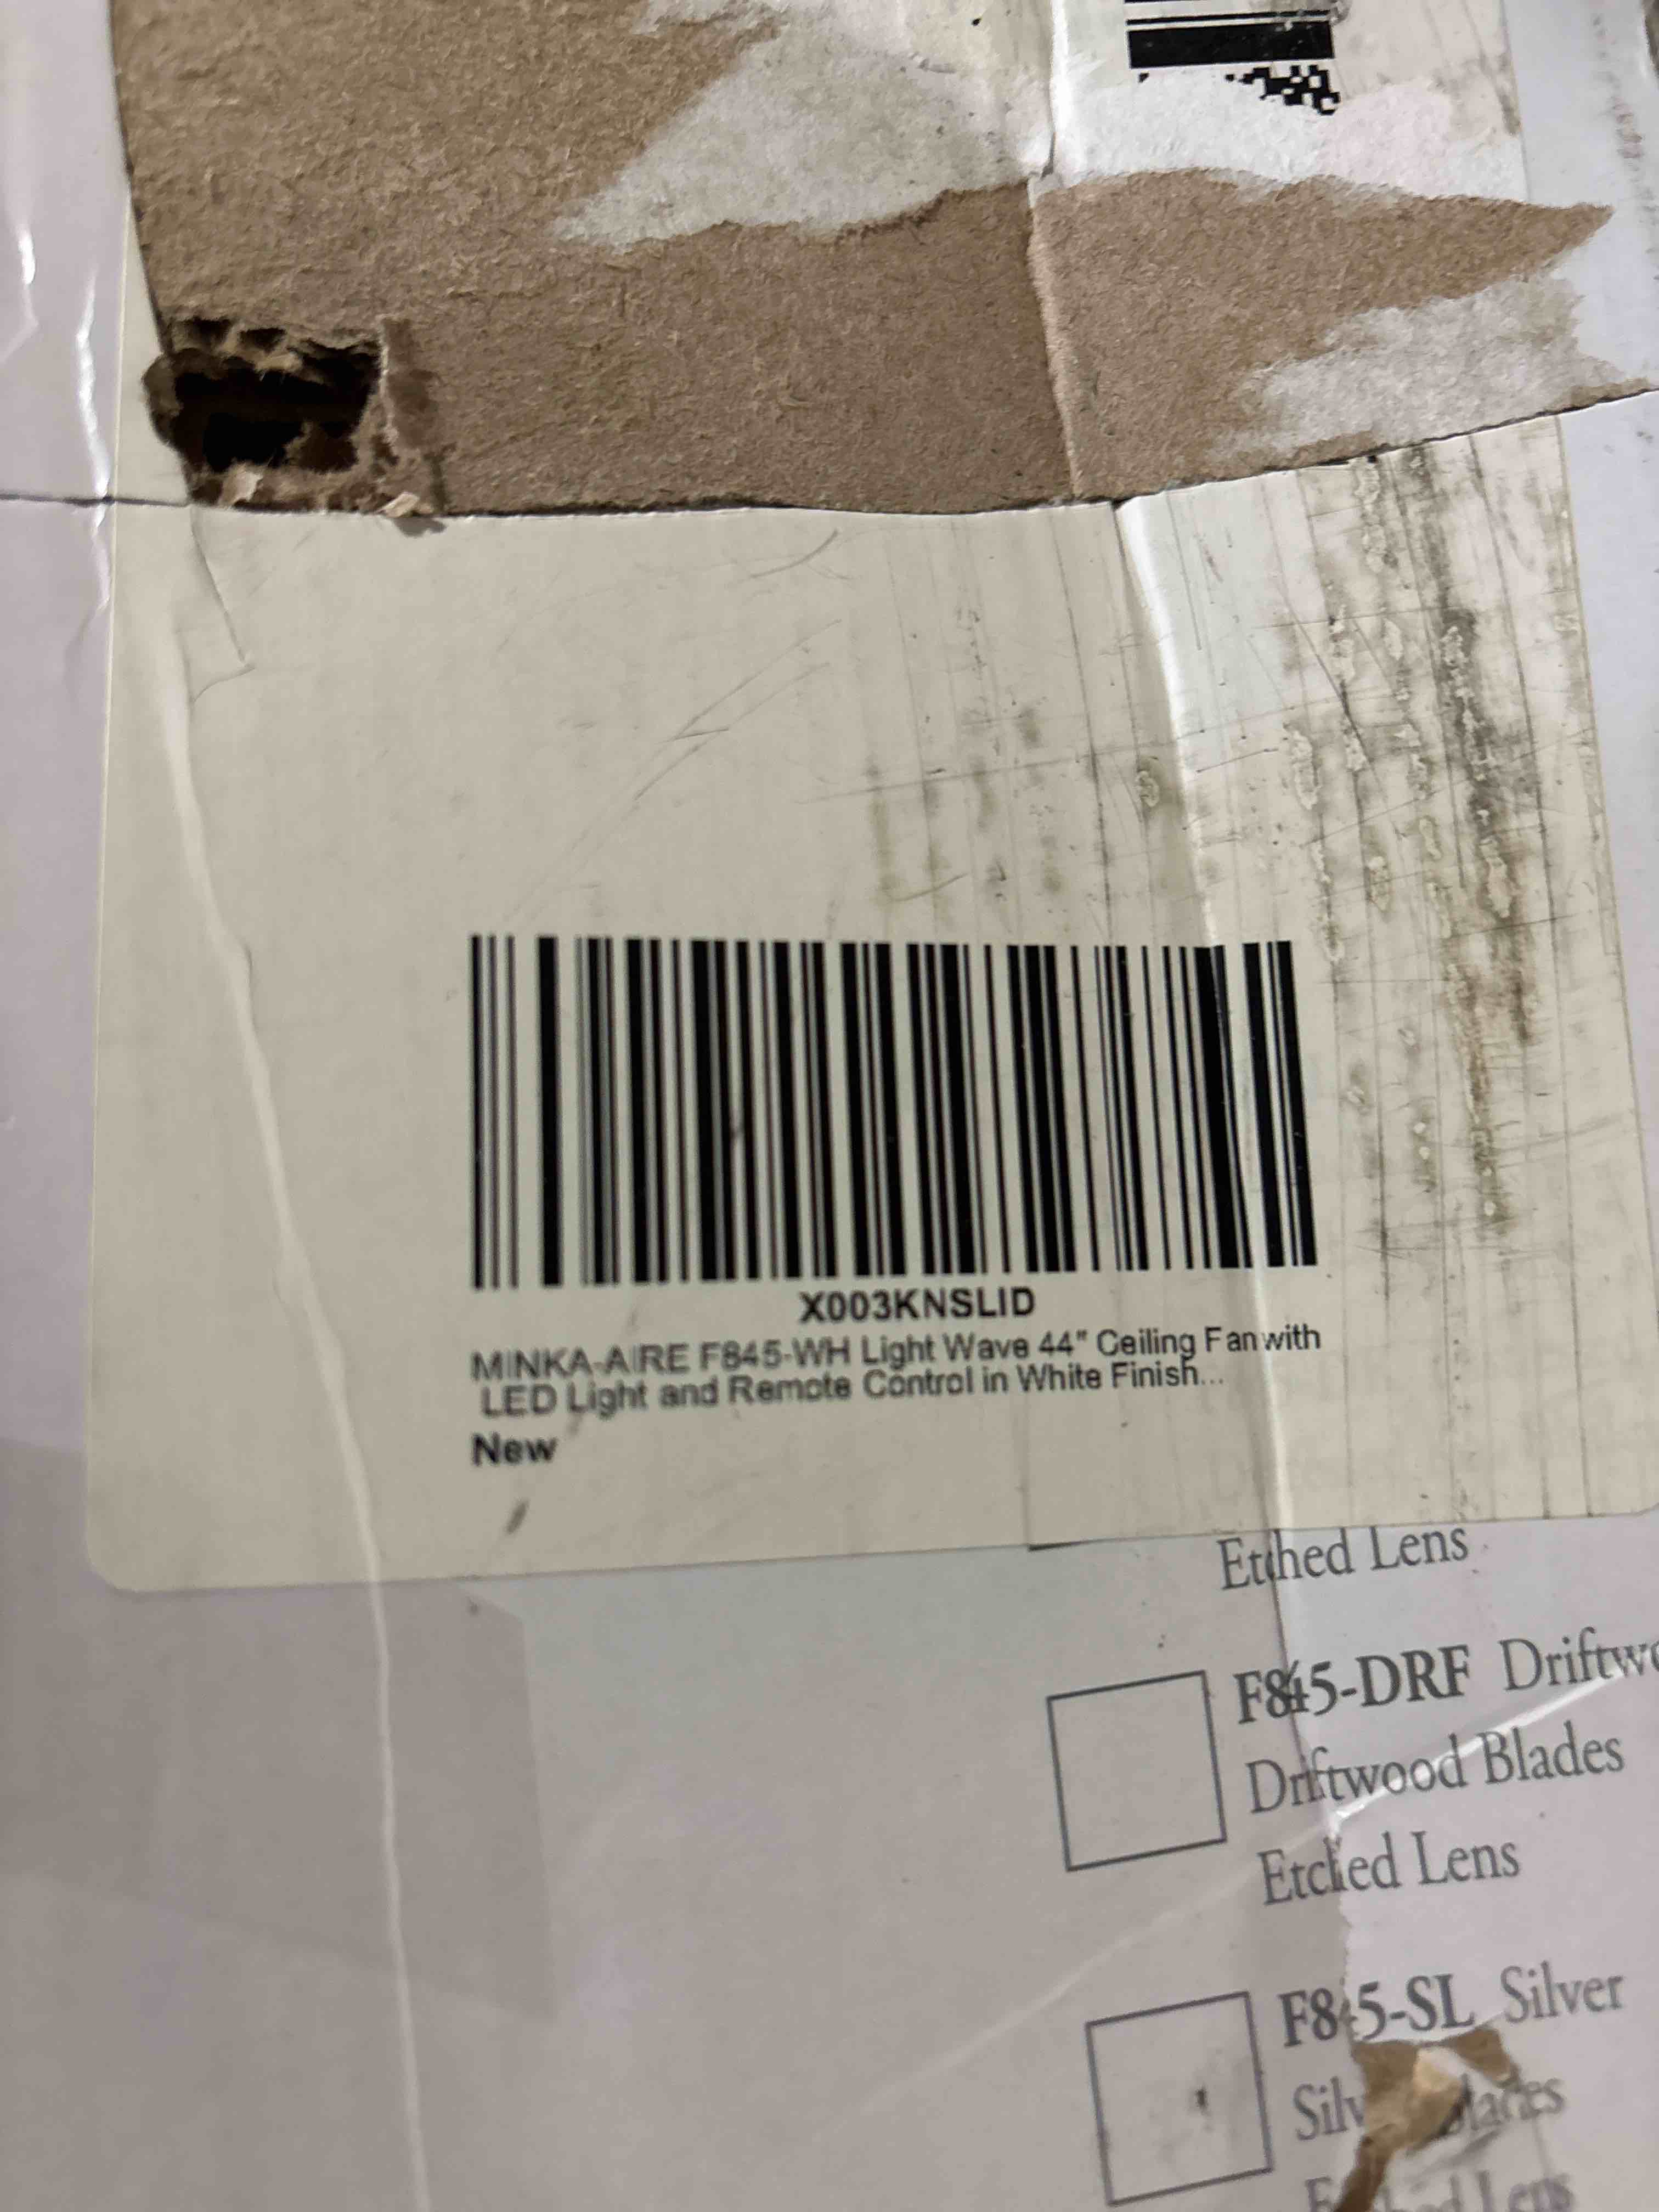 X003KNSLID
MINKA-AIRE F845-WH Light Wave 44" Ceiling Fan with
LED Light and Remote Control in White Finish...
New
Etched Lens
F845-DRF
Driftwood Blades
Etched Lens
F845-SL Silver
Lens